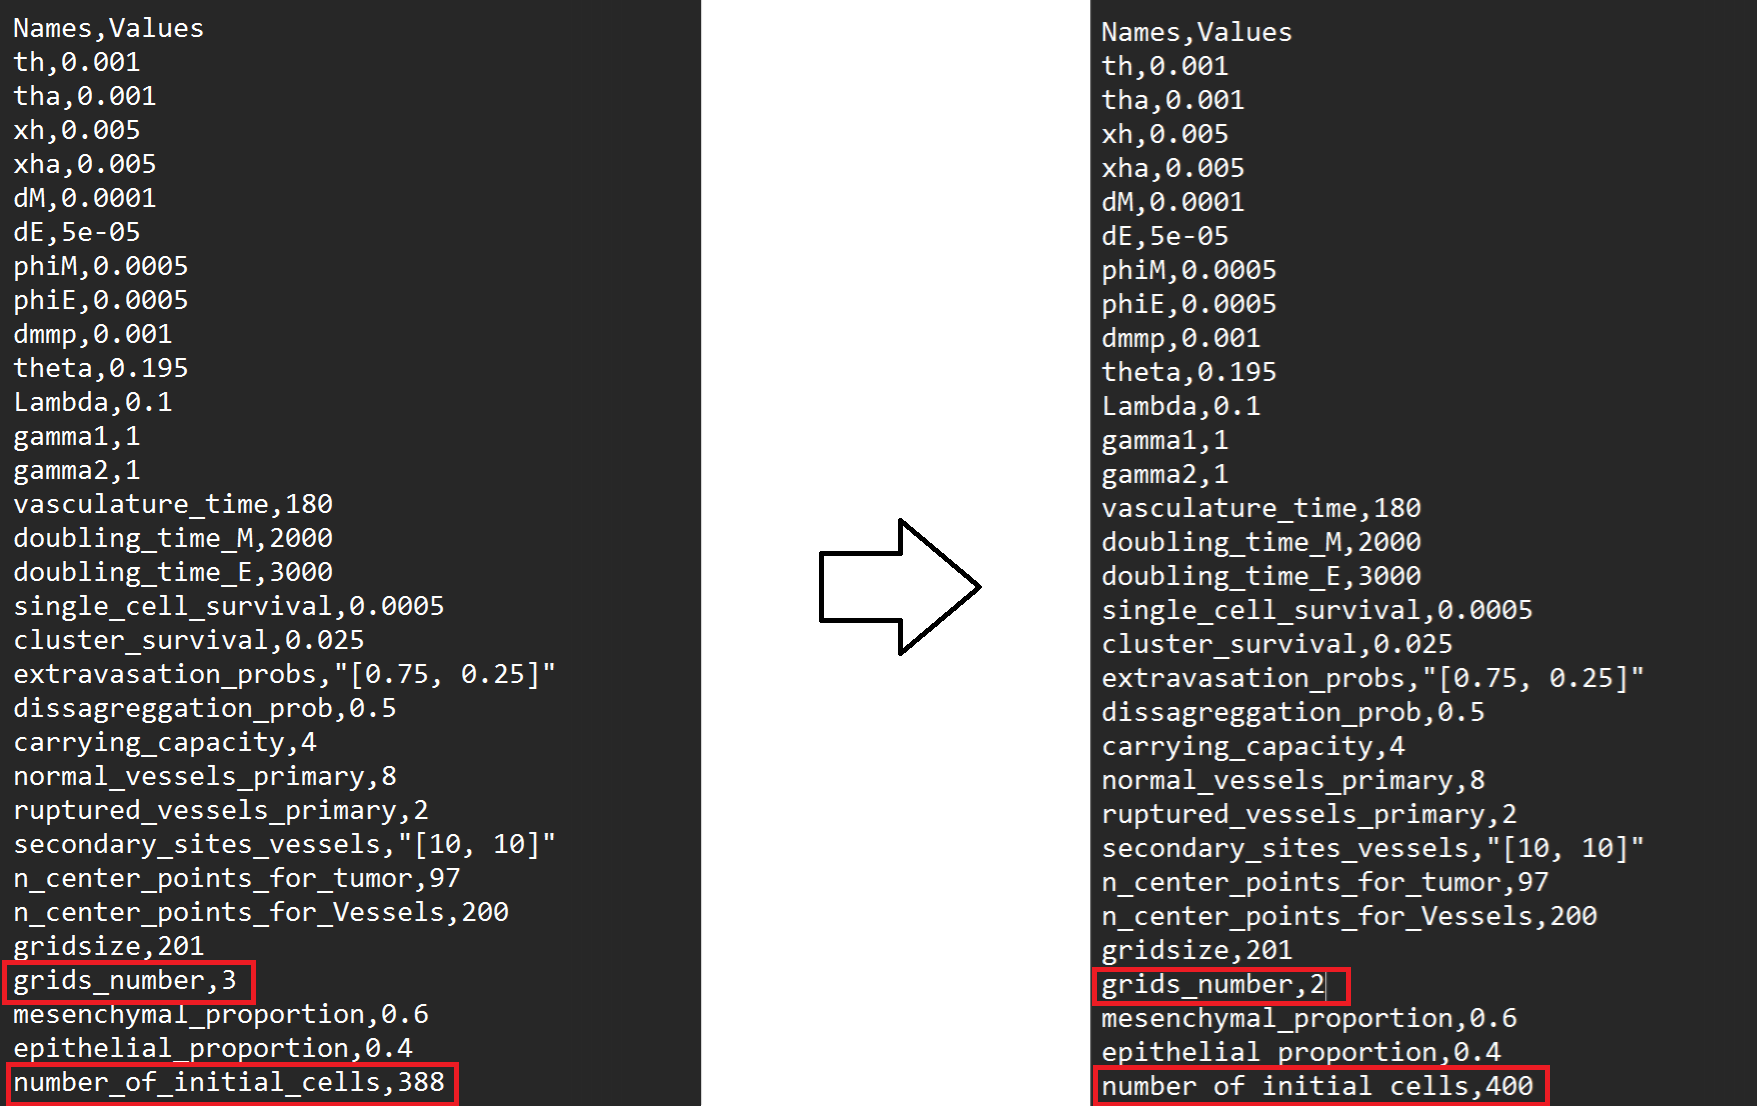 Names,Values
th,0.001
tha,0.001
xh,0.005
xha,0.005
dM,0.0001
dE,5e-05
phiM,0.0005
phiE,0.0005
dmmp,0.001
theta,0.195
Lambda,0.1
gamma1,1
gamma2,1
vasculature_time,180
doubling_time_M,2000
doubling_time_E,3000
single_cell_survival,0.0005
cluster_survival,0.025
extravasation_probs,"[0.75, 0.25]"
dissagreggation_prob,0.5
carrying_capacity,4
normal_vessels_primary,8
ruptured_vessels_primary,2
secondary_sites_vessels,"[10, 10]"
n_center_points_for_tumor,97
n_center_points_for_Vessels,200
gridsize,201
grids_number,3
mesenchymal_proportion,0.6
epithelial_proportion,0.4
number_of_initial_cells,388
Names,Values
th,0.001
tha,0.001
xh,0.005
xha,0.005
dM,0.0001
dE,5e-05
phiM,0.0005
phiE,0.0005
dmmp,0.001
theta,0.195
Lambda,0.1
gamma1,1
gamma2,1
vasculature_time,180
doubling_time_M,2000
doubling_time_E,3000
single_cell_survival,0.0005
cluster_survival,0.025
extravasation_probs,"[0.75, 0.25]"
dissagreggation_prob,0.5
carrying_capacity,4
normal_vessels_primary,8
ruptured_vessels_primary,2
secondary_sites_vessels,"[10, 10]"
n_center_points_for_tumor,97
n_center_points_for_Vessels,200
gridsize,201
grids_number,2
mesenchymal_proportion,0.6
epithelial proportion,0.4
number of initial cells,400